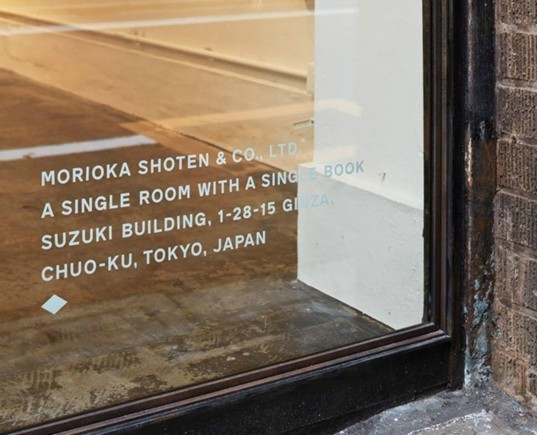 MORIOKA SHOTEN & CO., LTD.
A SINGLE ROOM WITH A SINGLE BOOK
SUZUKI BUILDING, 1-28-15 GINZA,
CHUO-KU, TOKYO, JAPAN